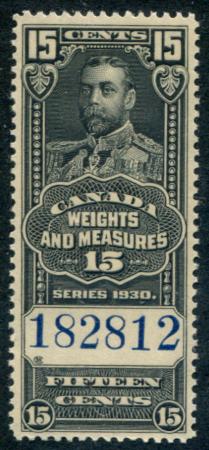 15 CENTS 15
CANADA
WEIGHTS
AND MEASURES
15
SERIES 1930.
182812
FIFTEEN
15 CENTS 15